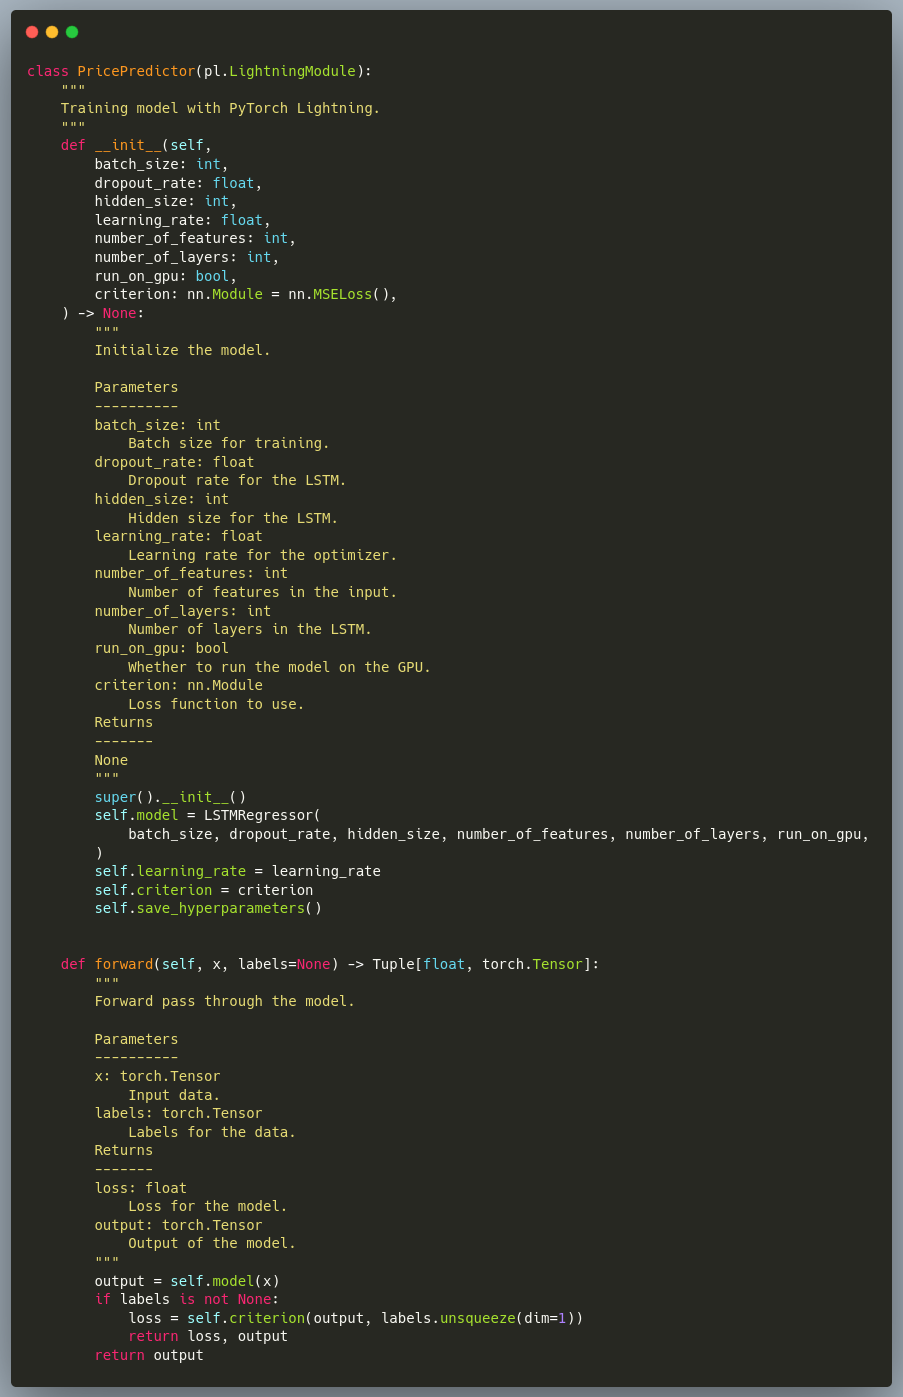 class PricePredictor(pl.LightningModule):
    """
    Training model with PyTorch Lightning.
    """
    def __init__(self,
        batch_size: int,
        dropout_rate: float,
        hidden_size: int,
        learning_rate: float,
        number_of_features: int,
        number_of_layers: int,
        run_on_gpu: bool,
        criterion: nn.Module = nn.MSELoss(),
    ) -> None:
        """
        Initialize the model.

        Parameters
        ----------
        batch_size: int
            Batch size for training.
        dropout_rate: float
            Dropout rate for the LSTM.
        hidden_size: int
            Hidden size for the LSTM.
        learning_rate: float
            Learning rate for the optimizer.
        number_of_features: int
            Number of features in the input.
        number_of_layers: int
            Number of layers in the LSTM.
        run_on_gpu: bool
            Whether to run the model on the GPU.
        criterion: nn.Module
            Loss function to use.
        Returns
        -------
        None
        """
        super().__init__()
        self.model = LSTMRegressor(
            batch_size, dropout_rate, hidden_size, number_of_features, number_of_layers, run_on_gpu,
        )
        self.learning_rate = learning_rate
        self.criterion = criterion
        self.save_hyperparameters()


    def forward(self, x, labels=None) -> Tuple[float, torch.Tensor]:
        """
        Forward pass through the model.

        Parameters
        ----------
        x: torch.Tensor
            Input data.
        labels: torch.Tensor
            Labels for the data.
        Returns
        -------
        loss: float
            Loss for the model.
        output: torch.Tensor
            Output of the model.
        """
        output = self.model(x)
        if labels is not None:
            loss = self.criterion(output, labels.unsqueeze(dim=1))
            return loss, output
        return output